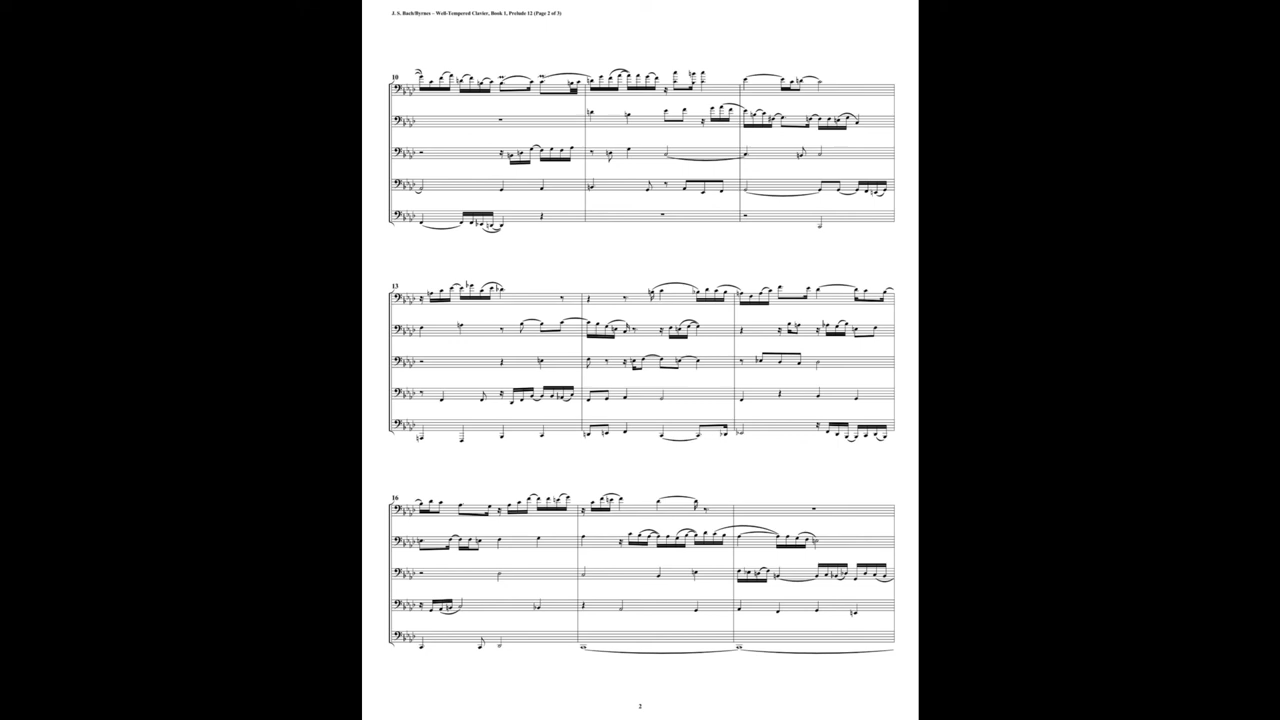 J. S. Bach/Byrnes – Well-Tempered Clavier, Book 1, Prelude 12 (Page 2 of 3)
10
13
16
2